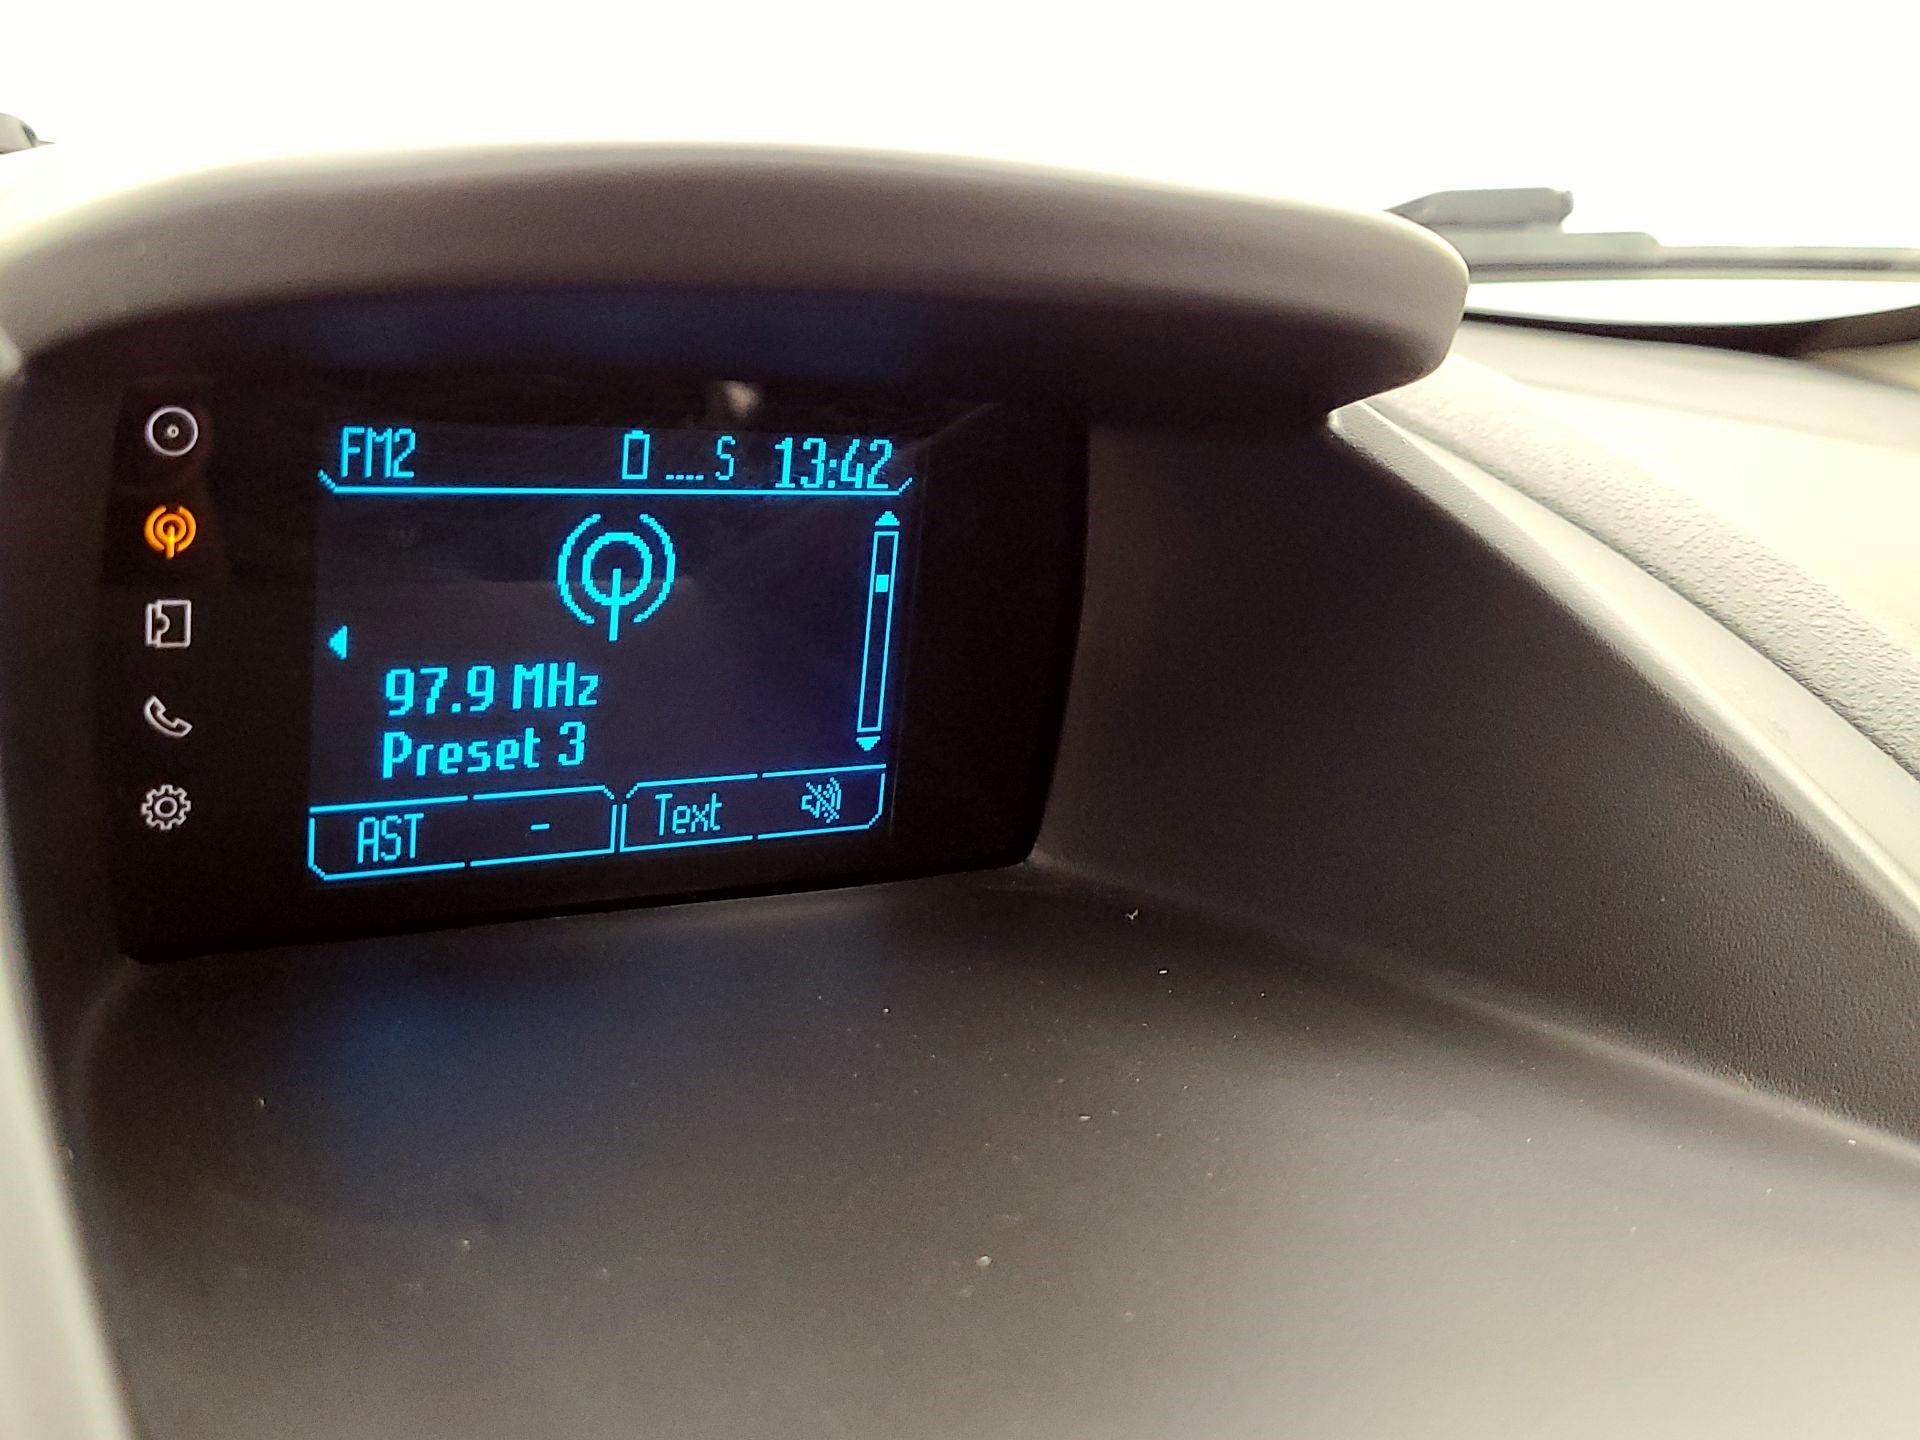 FM2 ....S 13:42
97.9 MHz
Preset 3
AST - Text